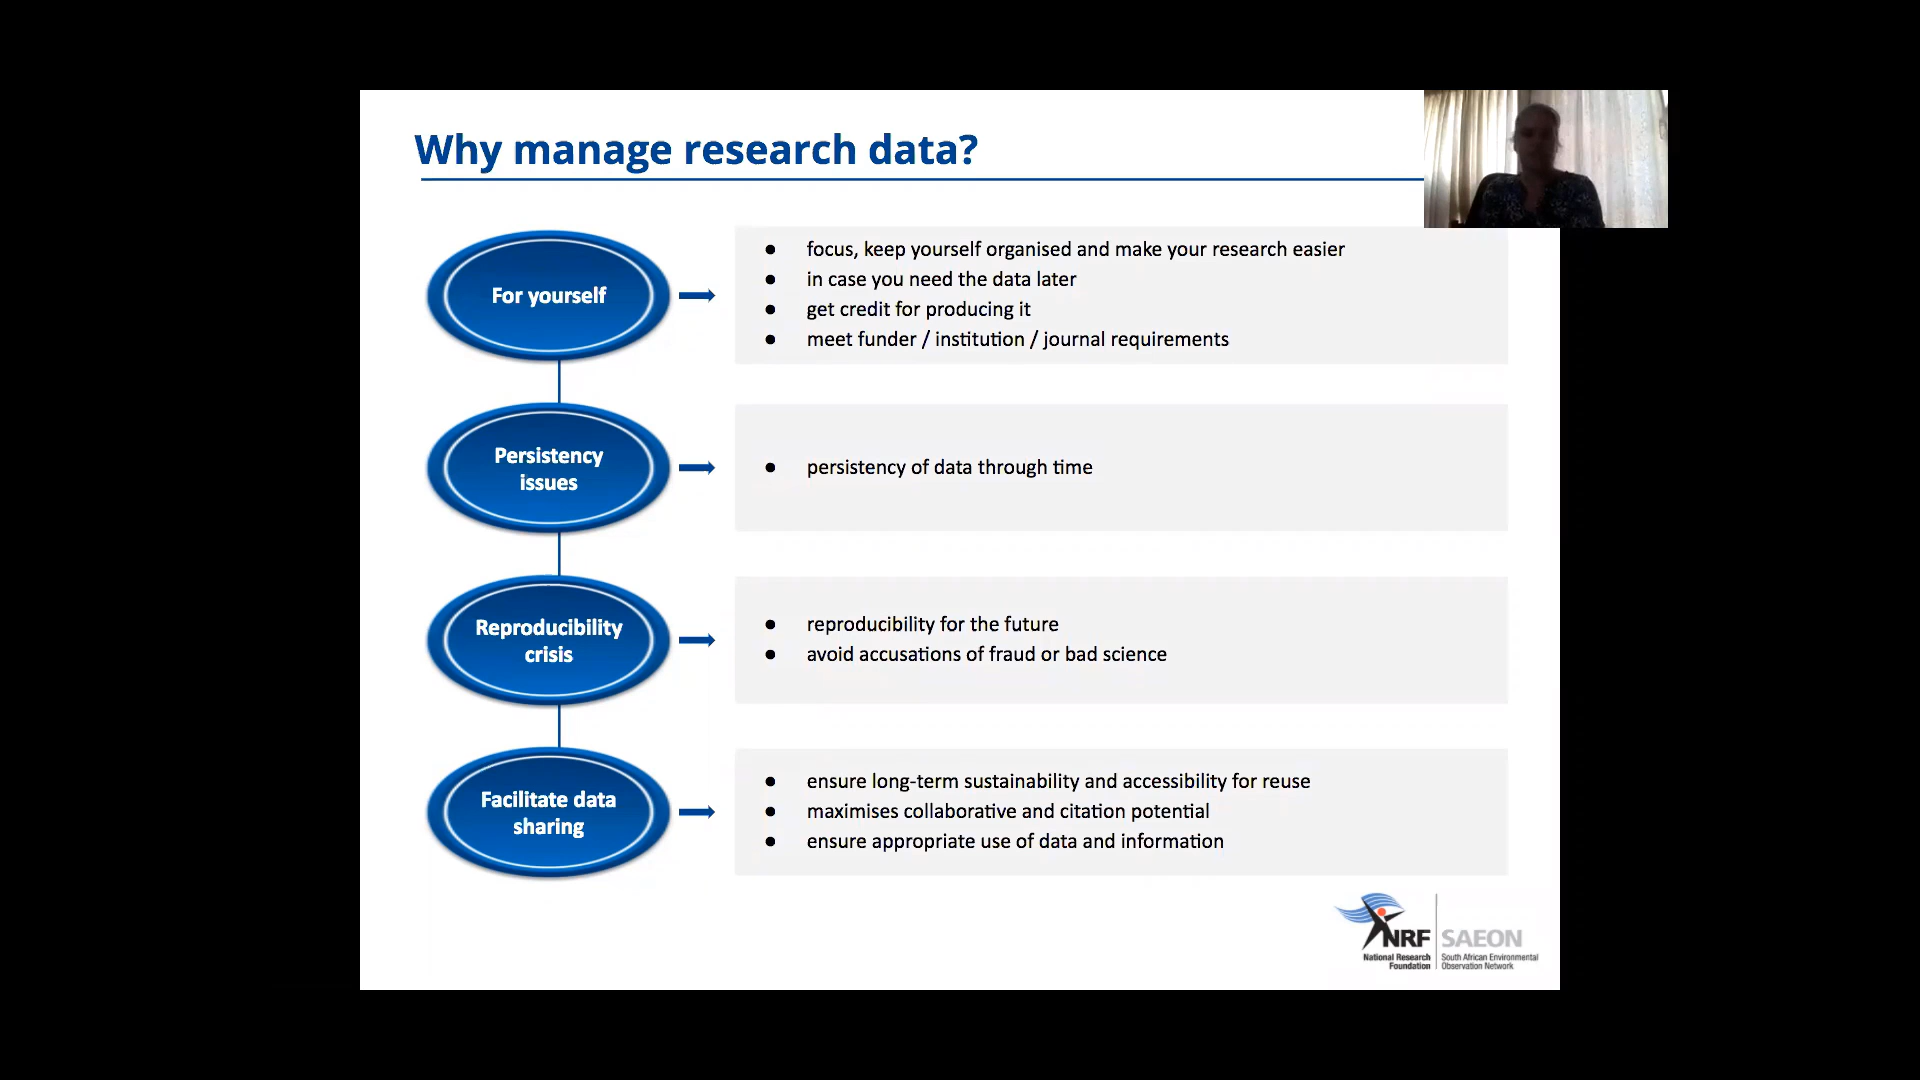 Why manage research data?
For yourself
● focus, keep yourself organised and make your research easier
● in case you need the data later
● get credit for producing it
● meet funder / institution / journal requirements
Persistency
issues
● persistency of data through time
Reproducibility
crisis
● reproducibility for the future
● avoid accusations of fraud or bad science
Facilitate data
sharing
● ensure long-term sustainability and accessibility for reuse
● maximises collaborative and citation potential
● ensure appropriate use of data and information
NRF
National Research
Foundation
SAEON
South African Environmental
Observation Network